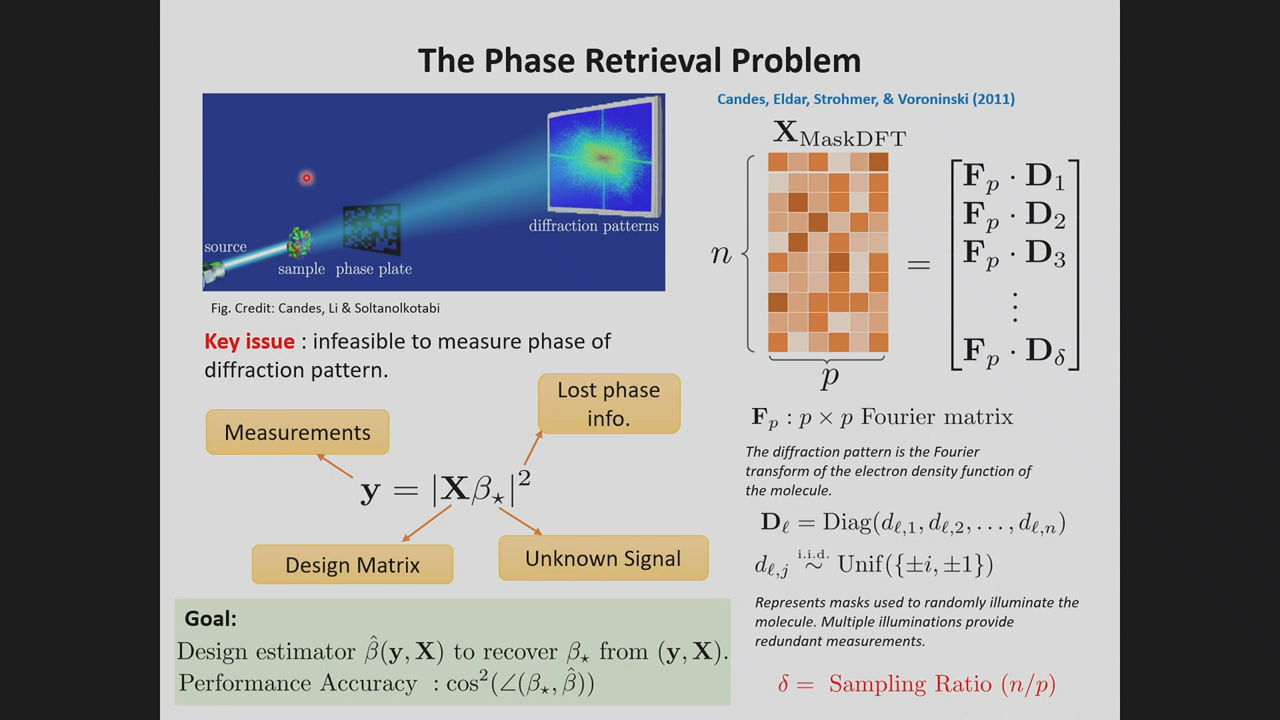 The Phase Retrieval Problem
source
sample
phase plate
diffraction patterns
Fig. Credit: Candes, Li & Soltanolkotabi
Key issue : infeasible to measure phase of
diffraction pattern.
Measurements
Lost phase
info.
y = |Xβ⋆|²
Design Matrix
Unknown Signal
Goal:
Design estimator β̂(y, X) to recover β⋆ from (y, X).
Performance Accuracy : cos²(∠(β⋆, β̂))
Candes, Eldar, Strohmer, & Voroninski (2011)
X_MaskDFT
n
p
=
F_p · D_1
F_p · D_2
F_p · D_3
⋮
F_p · D_δ
F_p : p × p Fourier matrix
The diffraction pattern is the Fourier
transform of the electron density function of
the molecule.
D_ℓ = Diag(d_{ℓ,1}, d_{ℓ,2}, . . . , d_{ℓ,n})
d_{ℓ,j} i.i.d. ∼ Unif({±i, ±1})
Represents masks used to randomly illuminate the
molecule. Multiple illuminations provide
redundant measurements.
δ = Sampling Ratio (n/p)